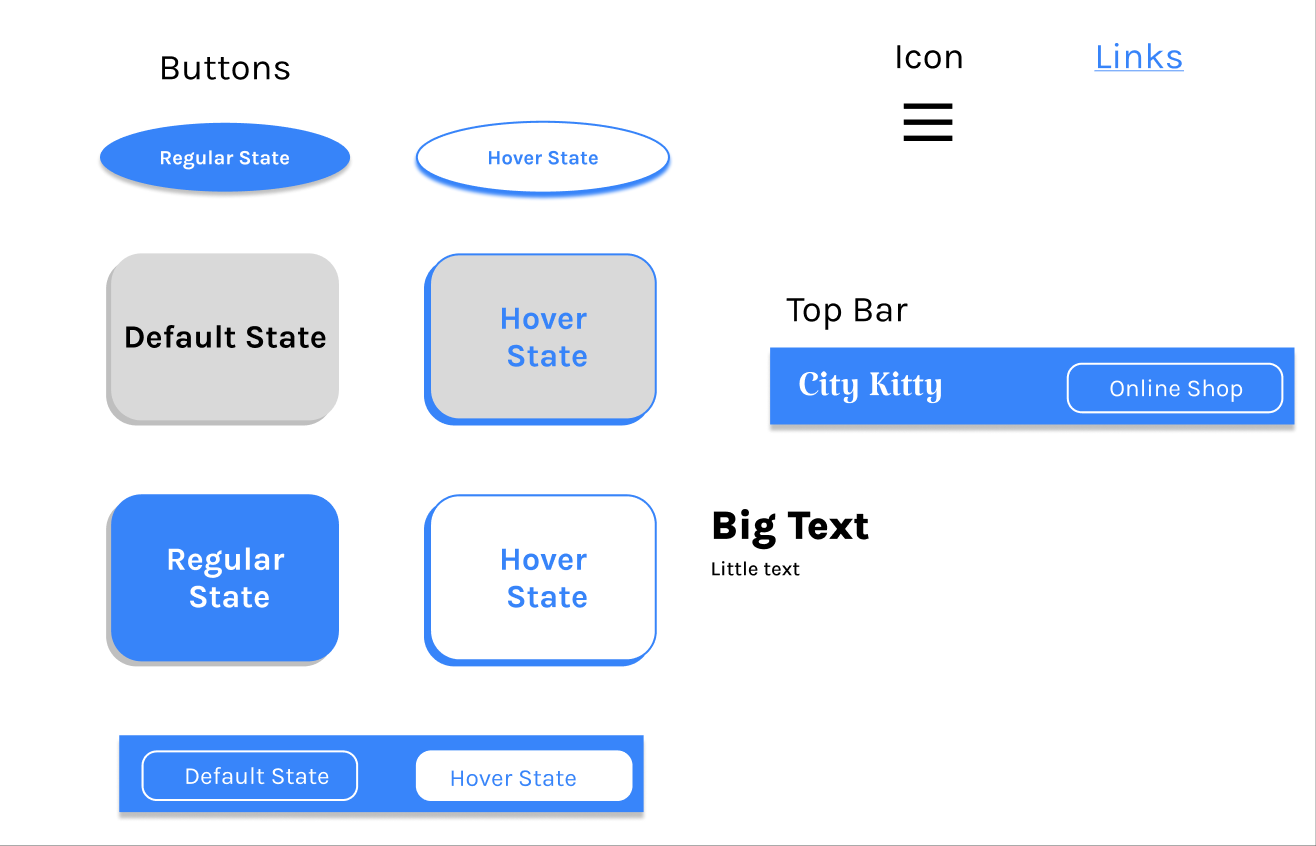 Buttons
Icon
Links
Regular State
Hover State
Default State
Hover
State
Top Bar
City Kitty
Online Shop
Regular
State
Hover
State
Big Text
Little text
Default State
Hover State